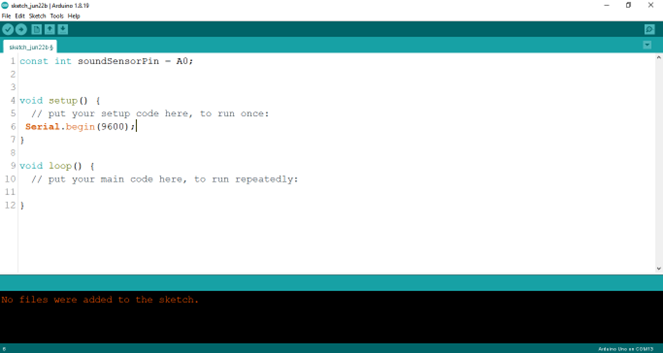 sketch_jun22b | Arduino 1.8.19
File Edit Sketch Tools Help
sketch_jun22b §
1 const int soundSensorPin = A0;
2
3
4 void setup() {
5 // put your setup code here, to run once:
6 Serial.begin(9600);
7 }
8
9 void loop() {
10 // put your main code here, to run repeatedly:
11
12 }
No files were added to the sketch.
6
Arduino Uno on